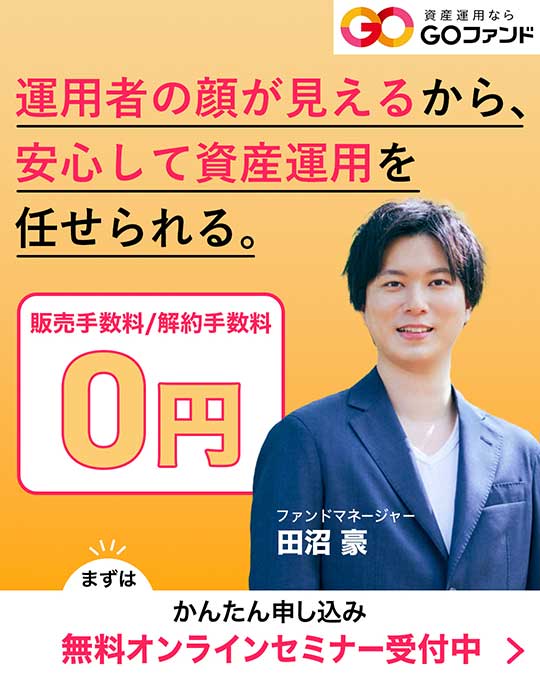 資産運用なら
GOファンド
運用者の顔が見えるから、
安心して資産運用を
任せられる。
販売手数料/解約手数料
0円
ファンドマネージャー
田沼 豪
まずは
かんたん申し込み
無料オンラインセミナー受付中